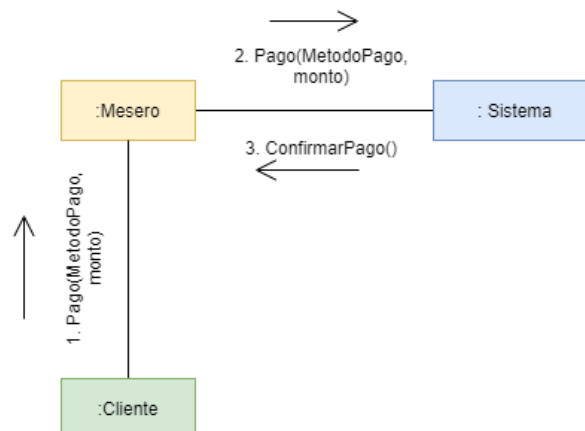 2. Pago(MetodoPago,
monto)
:Mesero
: Sistema
3. ConfirmarPago()
1. Pago(MetodoPago,
monto)
:Cliente